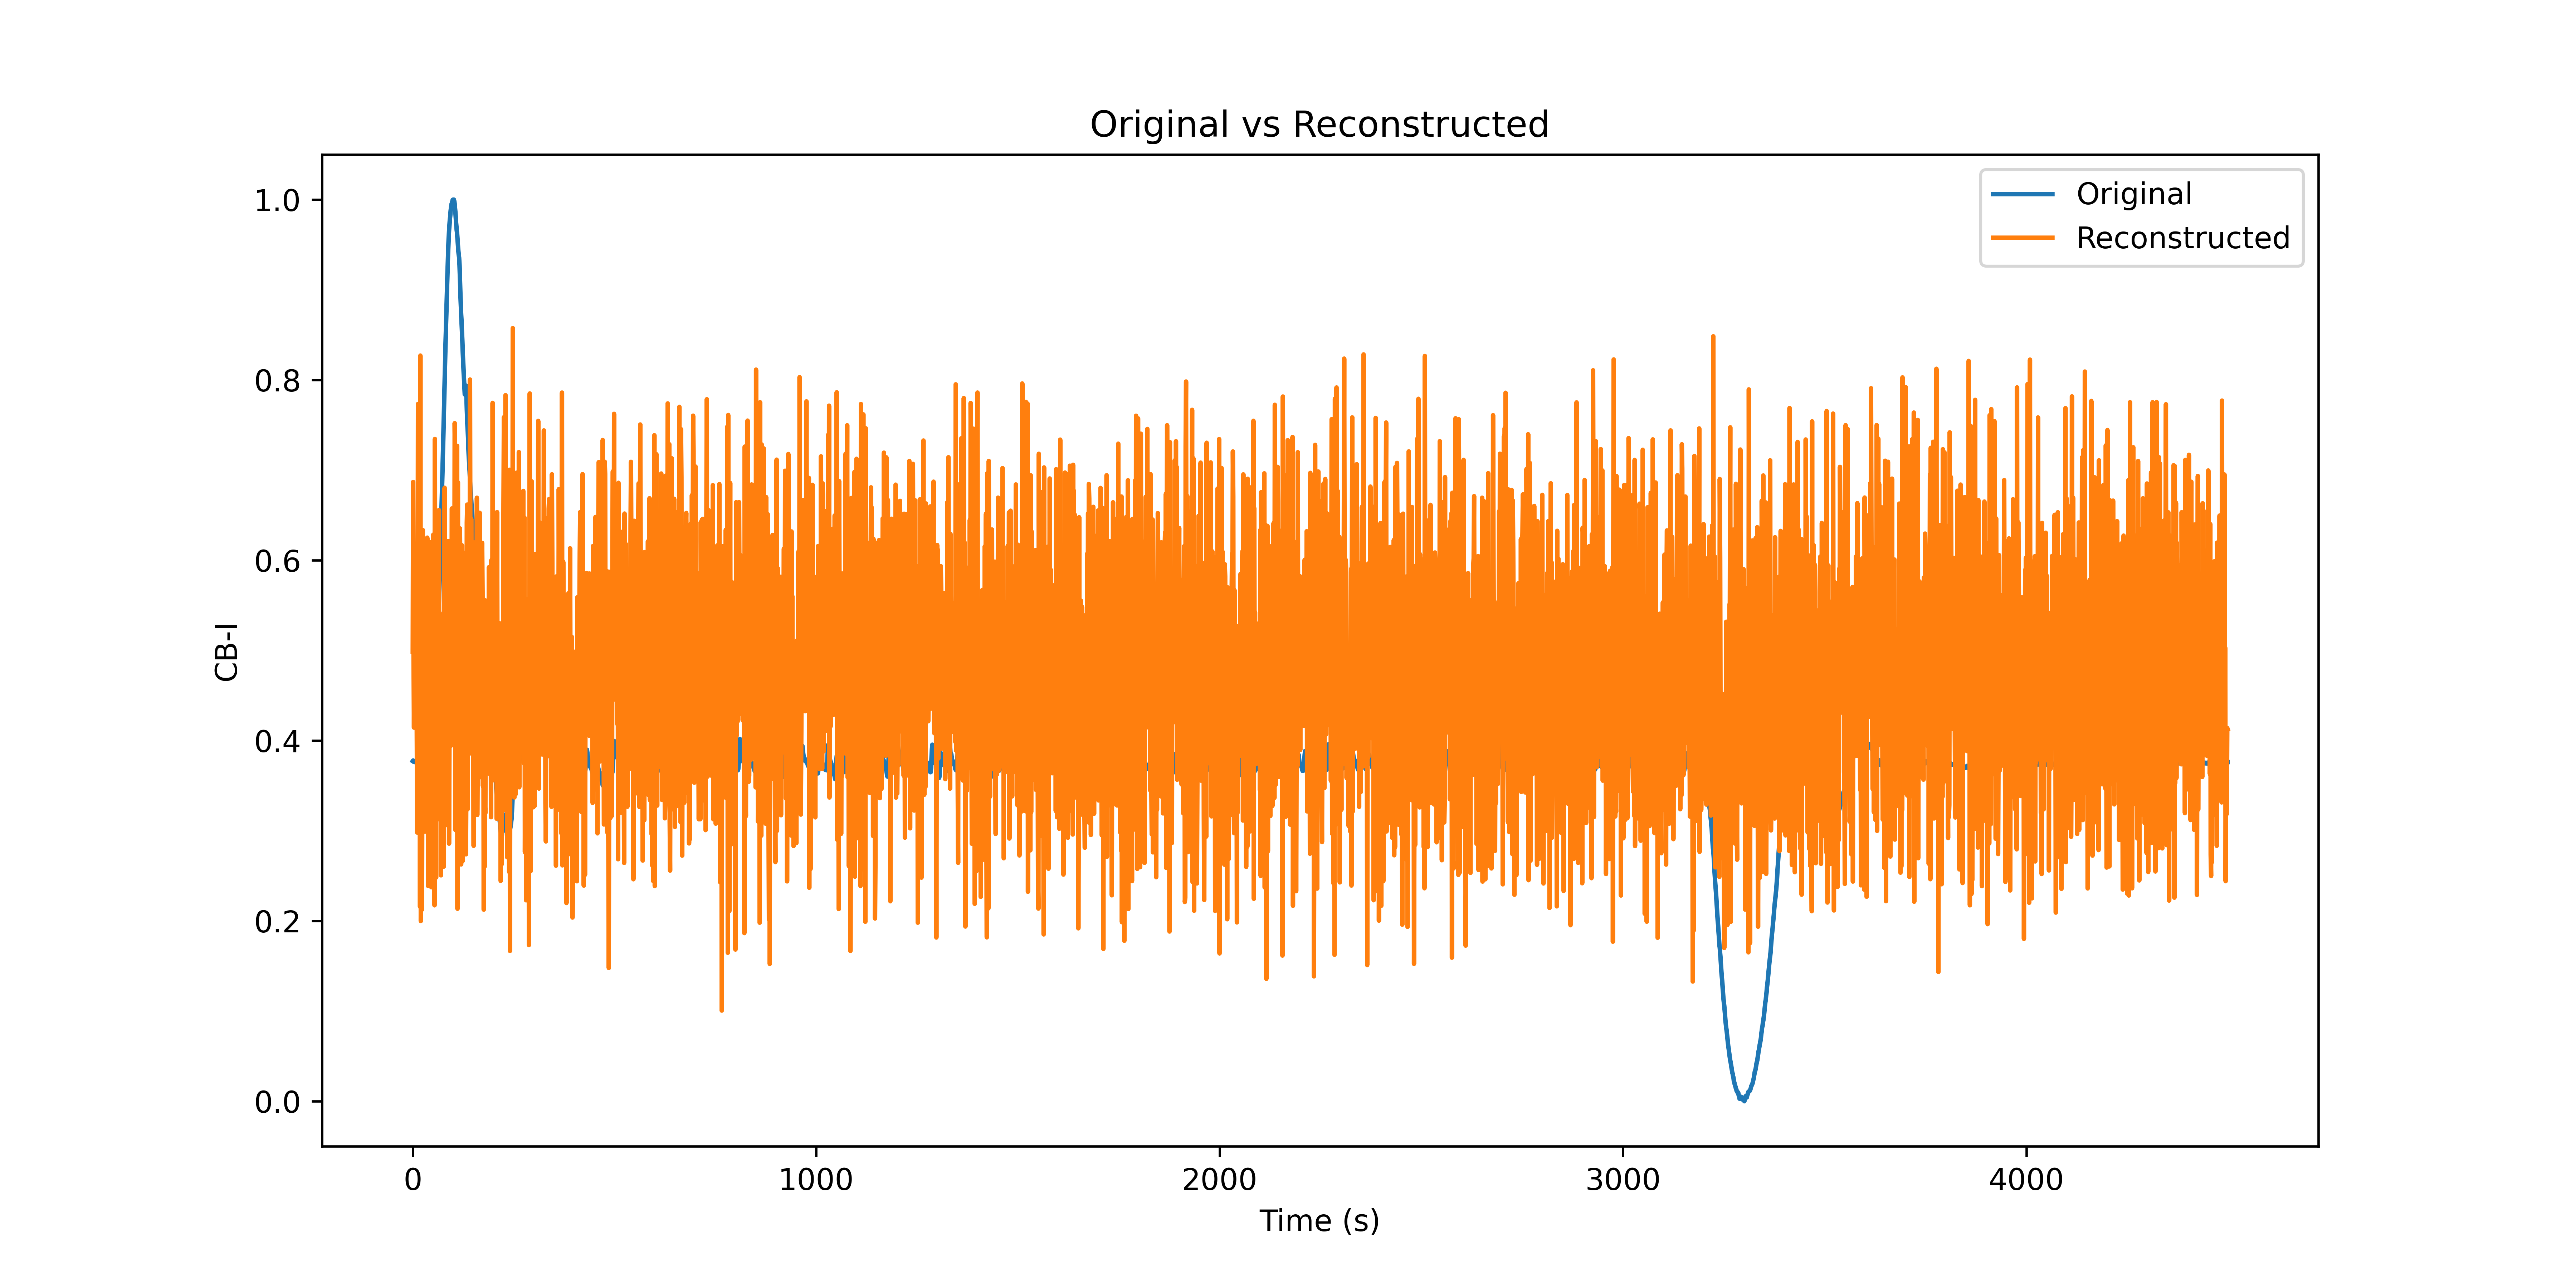 Original vs Reconstructed
Original
Reconstructed
1.0
0.8
0.6
0.4
0.2
0.0
CB-I
0 1000 2000 3000 4000
Time (s)